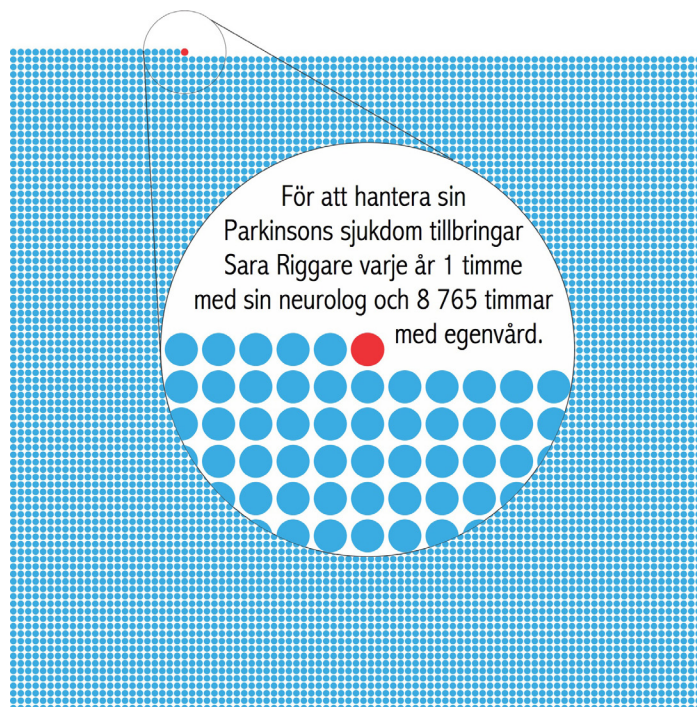 För att hantera sin
Parkinsons sjukdom tillbringar
Sara Riggare varje år 1 timme
med sin neurolog och 8 765 timmar
med egenvård.